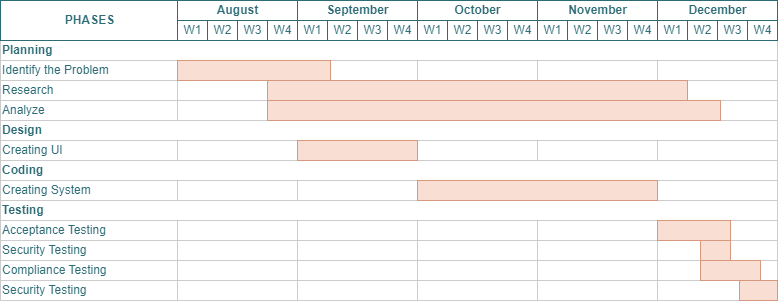 PHASES August September October November December
W1 W2 W3 W4 W1 W2 W3 W4 W1 W2 W3 W4 W1 W2 W3 W4 W1 W2 W3 W4
Planning
Identify the Problem
Research
Analyze
Design
Creating UI
Coding
Creating System
Testing
Acceptance Testing
Security Testing
Compliance Testing
Security Testing